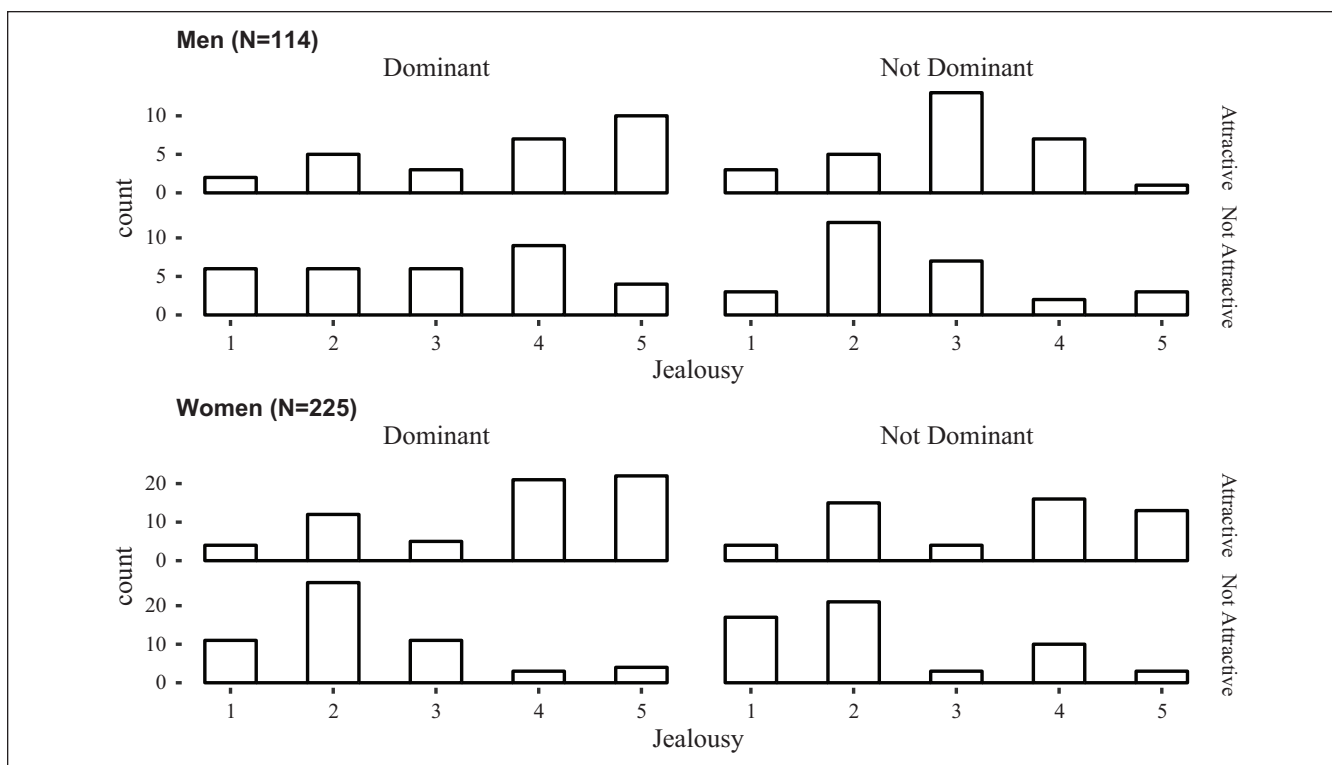 Men (N=114)
Dominant
Not Dominant
10
5
0
Attractive
count
10
5
0
Not Attractive
1 2 3 4 5 1 2 3 4 5
Jealousy
Women (N=225)
Dominant
Not Dominant
20
10
0
Attractive
count
20
10
0
Not Attractive
1 2 3 4 5 1 2 3 4 5
Jealousy